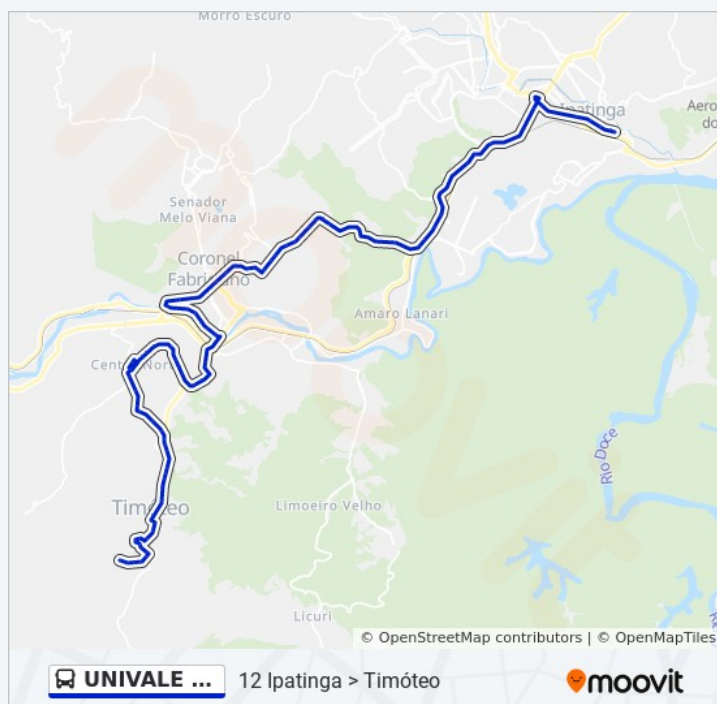 Morro Escuro
Ipatinga
Aero
do
Senador
Melo Viana
Coronel
Fabriciano
Amaro Lanari
Centro Norte
Rio Doce
Timóteo
Limoeiro Velho
Licuri
© OpenStreetMap contributors | © OpenMapTiles
UNIVALE ...
12 Ipatinga > Timóteo
moovit